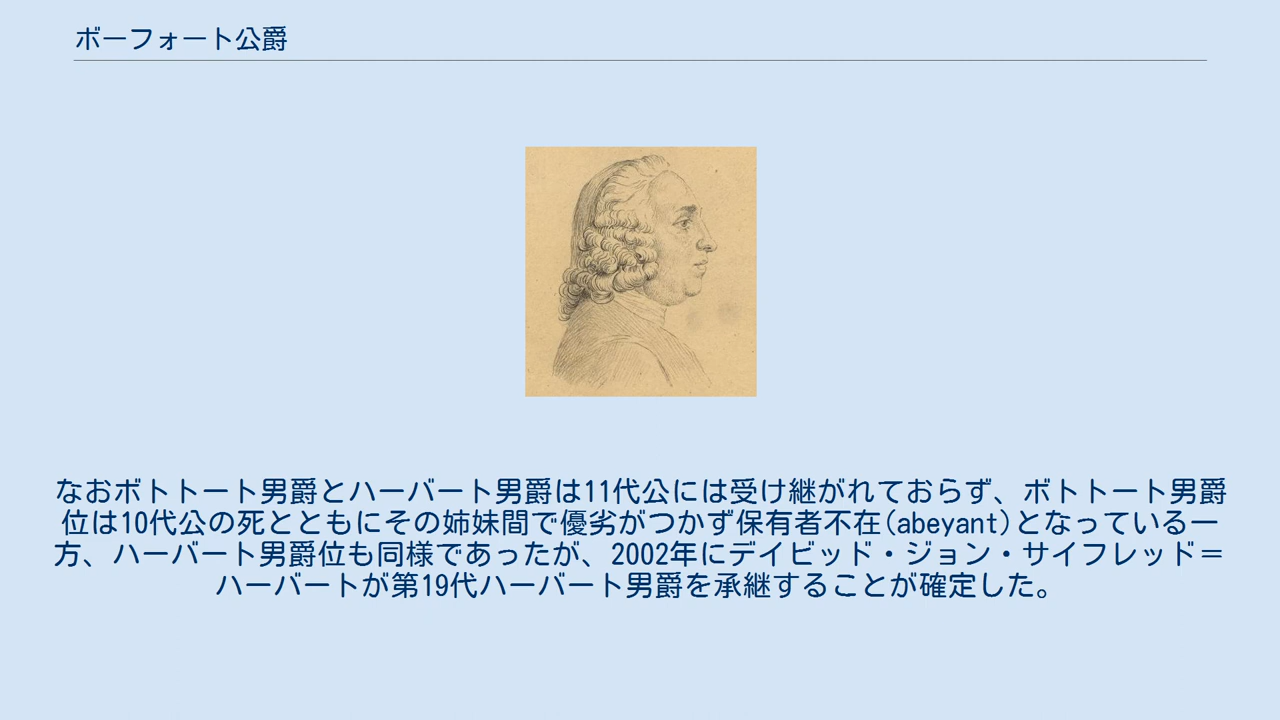 ボーフォート公爵
なおボトトート男爵とハーバート男爵は11代公には受け継がれておらず、ボトトート男爵
位は10代公の死とともにその姉妹間で優劣がつかず保有者不在(abeyant)となっている一
方、ハーバート男爵位も同様であったが、2002年にデイビッド・ジョン・サイフレッド＝
ハーバートが第19代ハーバート男爵を承継することが確定した。